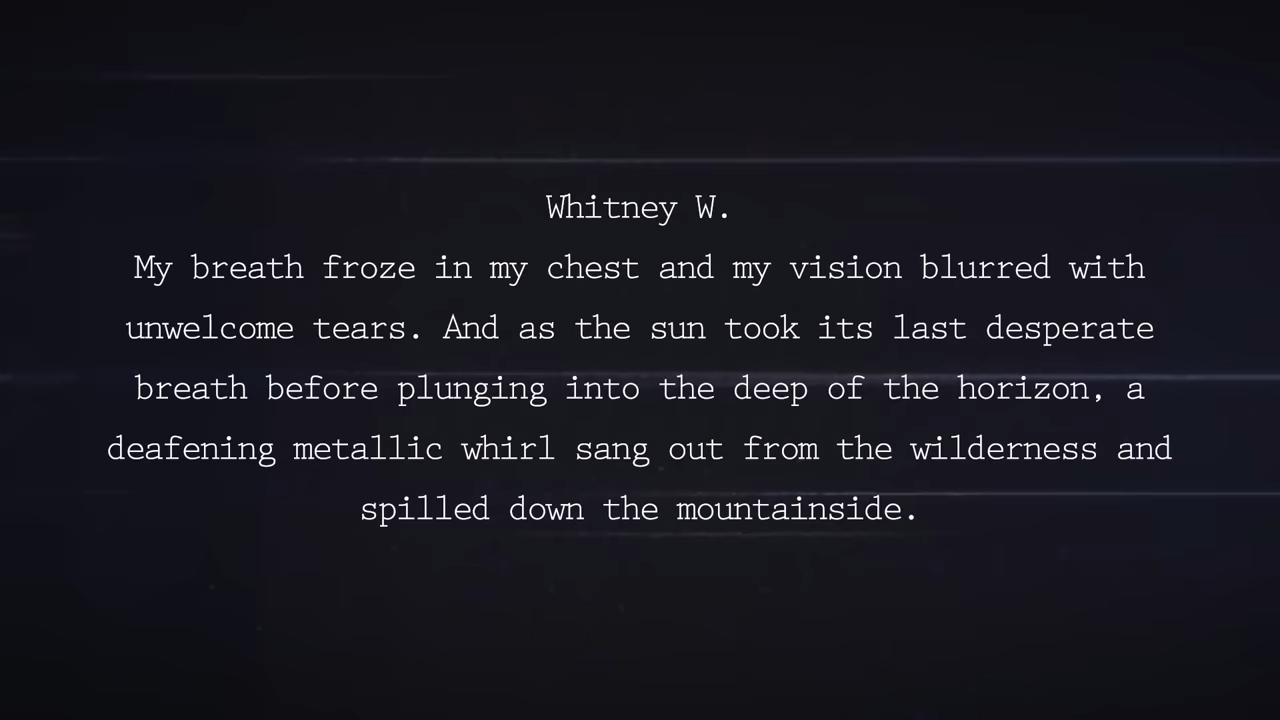 Whitney W.
My breath froze in my chest and my vision blurred with
unwelcome tears. And as the sun took its last desperate
breath before plunging into the deep of the horizon, a
deafening metallic whirl sang out from the wilderness and
spilled down the mountainside.